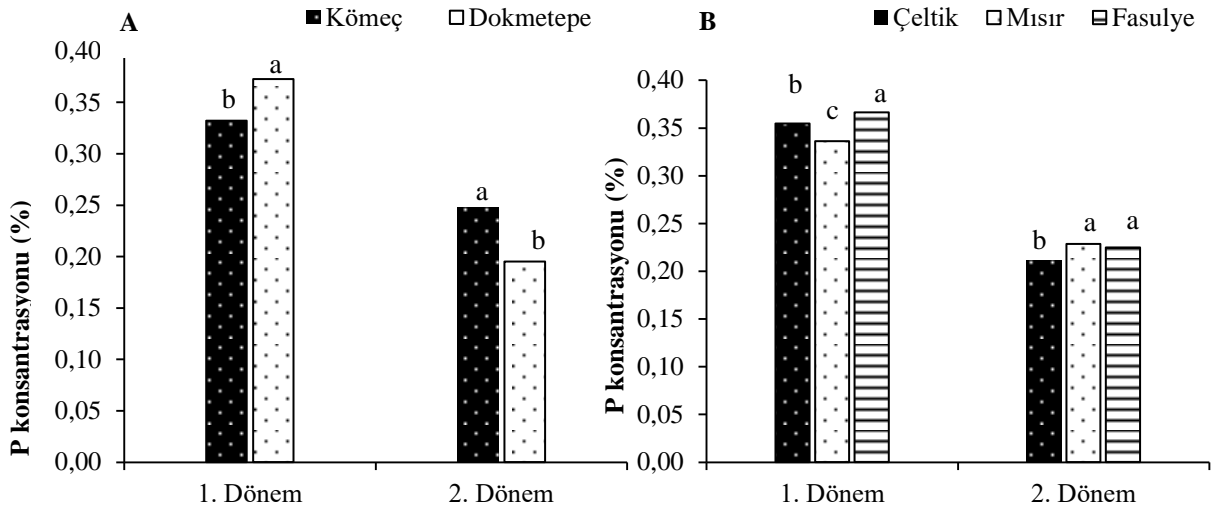 A
Kömeç
Dokmetepe
P konsantrasyonu (%)
0,40
0,35
0,30
0,25
0,20
0,15
0,10
0,05
0,00
b
a
a
b
1. Dönem
2. Dönem
B
Çeltik
Mısır
Fasulye
P konsantrasyonu (%)
0,40
0,35
0,30
0,25
0,20
0,15
0,10
0,05
0,00
b
c
a
b
a
a
1. Dönem
2. Dönem